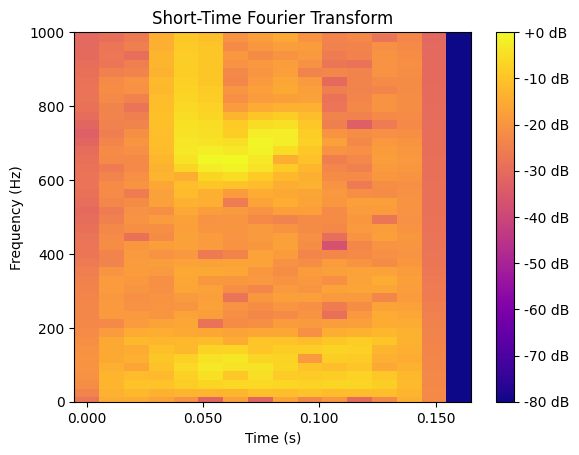 Short-Time Fourier Transform
1000
800
600
400
200
0
Frequency (Hz)
0.000
0.050
0.100
0.150
Time (s)
+0 dB
-10 dB
-20 dB
-30 dB
-40 dB
-50 dB
-60 dB
-70 dB
-80 dB